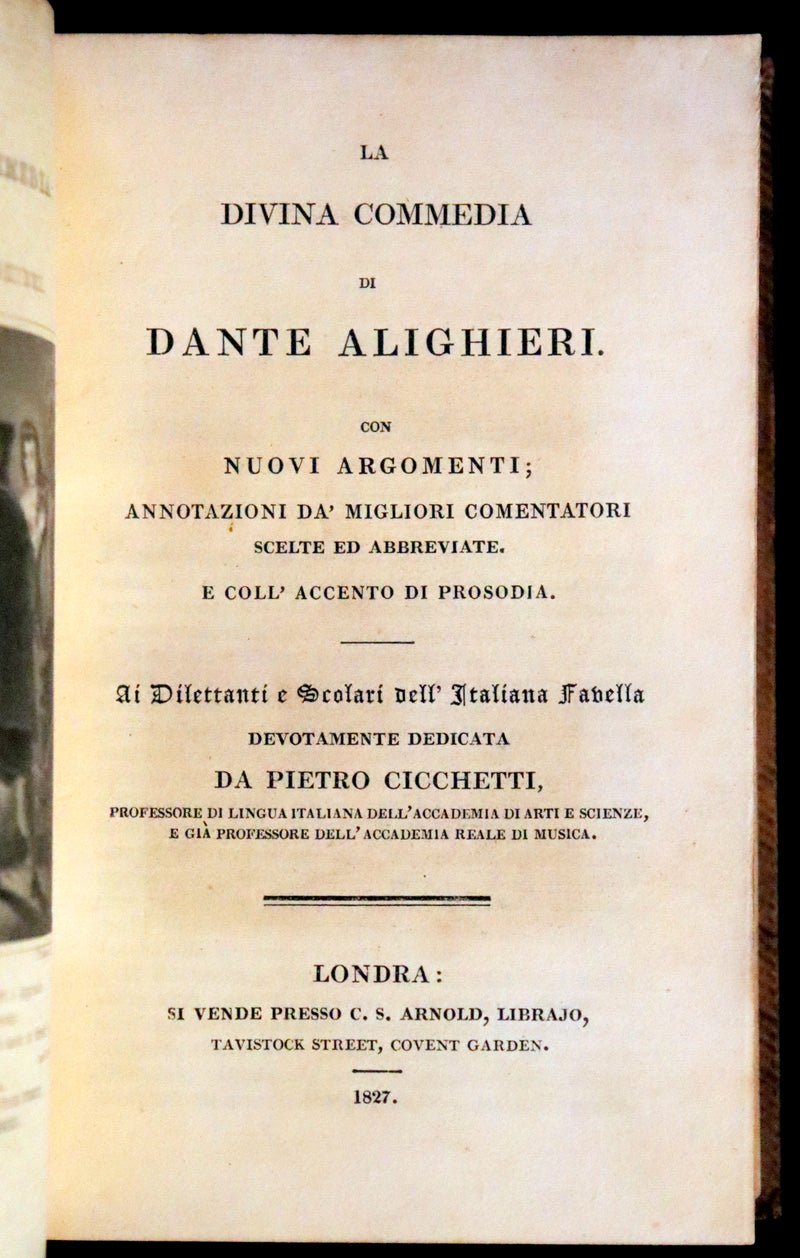 LA
DIVINA COMMEDIA
DI
DANTE ALIGHIERI.
CON
NUOVI ARGOMENTI;
ANNOTAZIONI DA' MIGLIORI COMENTATORI
SCELTE ED ABBREVIATE.
E COLL' ACCENTO DI PROSODIA.
Ai Dilettanti e Scolari dell' Italiana Favella
DEVOTAMENTE DEDICATA
DA PIETRO CICCHETTI,
PROFESSORE DI LINGUA ITALIANA DELL'ACCADEMIA DI ARTI E SCIENZE,
E GIÀ PROFESSORE DELL' ACCADEMIA REALE DI MUSICA.
LONDRA:
SI VENDE PRESSO C. S. ARNOLD, LIBRAJO,
TAVISTOCK STREET, COVENT GARDEN.
1827.